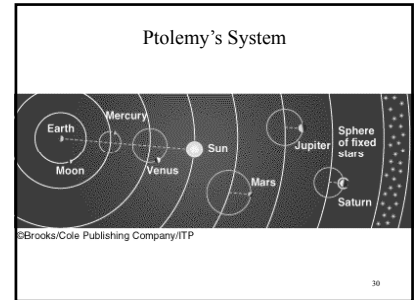 Ptolemy's System
Earth
Mercury
Moon
Venus
Sun
Mars
Jupiter
Sphere
of fixed
stars
Saturn
©Brooks/Cole Publishing Company/ITP
30